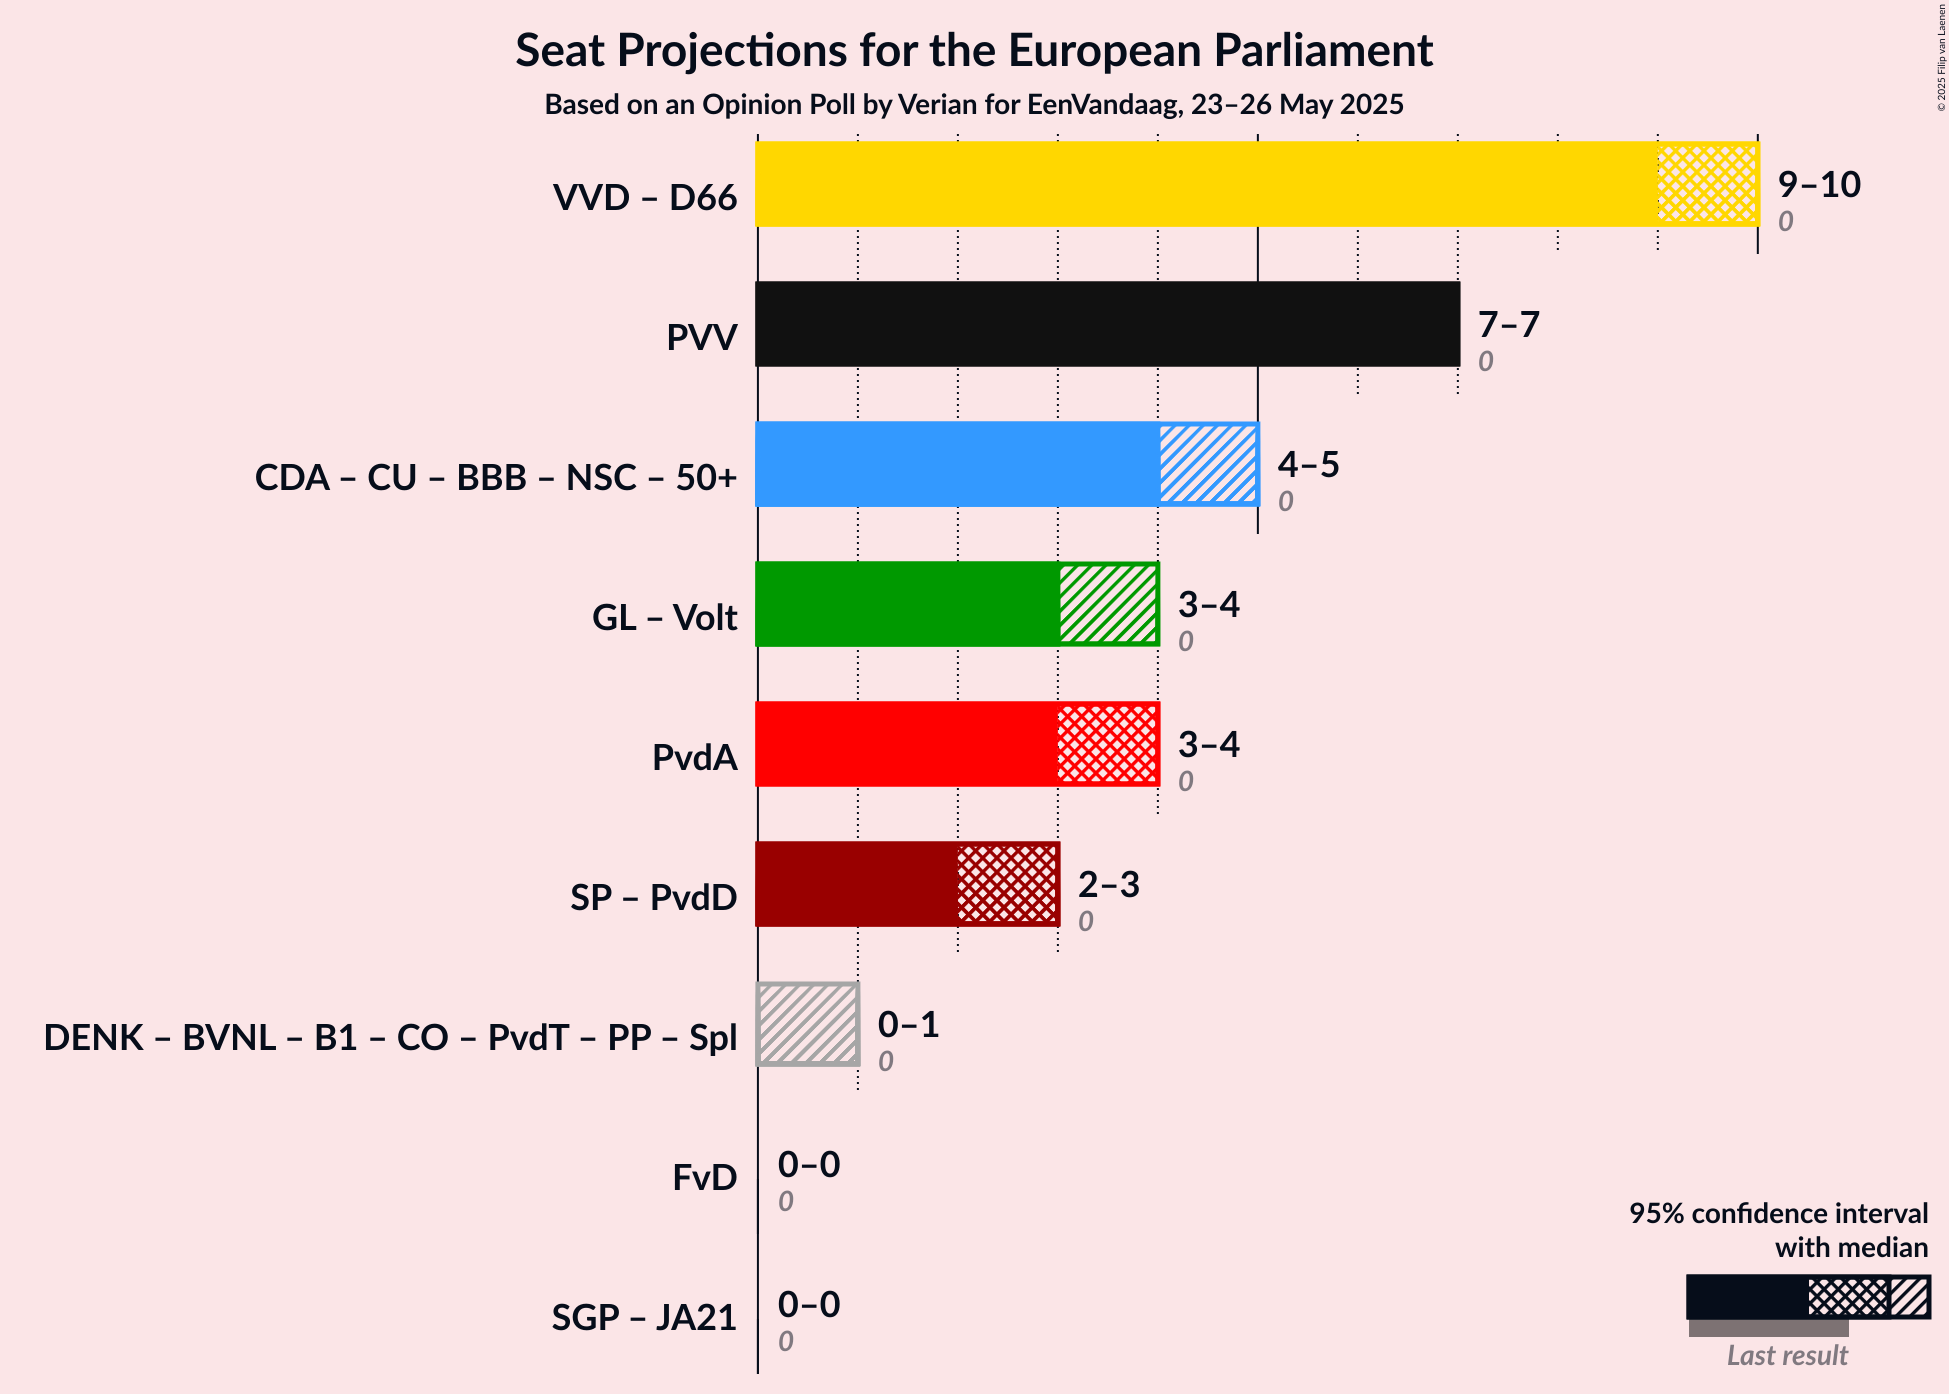 Seat Projections for the European Parliament
Based on an Opinion Poll by Verian for EenVandaag, 23–26 May 2025
© 2025 Filip van Laenen
VVD – D66
9–10
0
PVV
7–7
0
CDA – CU – BBB – NSC – 50+
4–5
0
GL – Volt
3–4
0
PvdA
3–4
0
SP – PvdD
2–3
0
DENK – BVNL – B1 – CO – PvdT – PP – Spl
0–1
0
FvD
0–0
0
SGP – JA21
0–0
0
95% confidence interval
with median
Last result